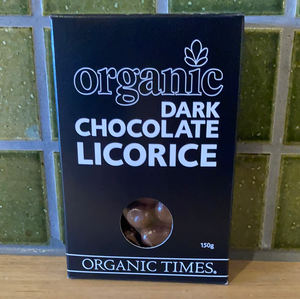 organic
DARK
CHOCOLATE
LICORICE
150g
ORGANIC TIMES®